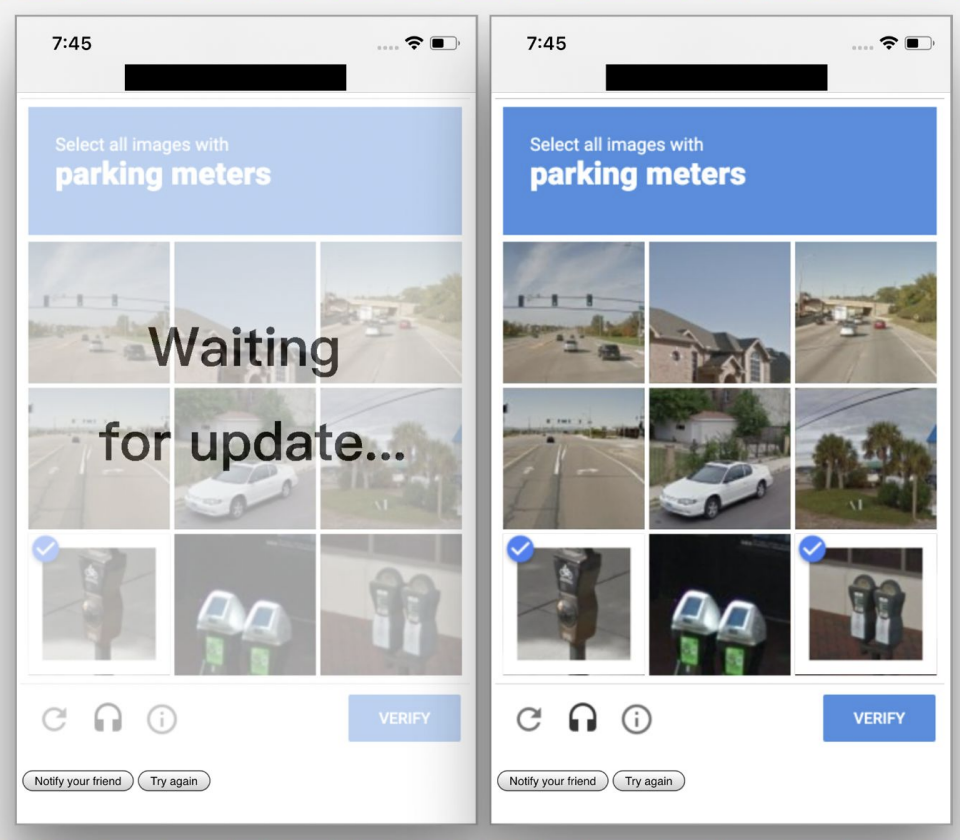 7:45
Select all images with
parking meters
Waiting
for update...
VERIFY
Notify your friend
Try again
7:45
Select all images with
parking meters
VERIFY
Notify your friend
Try again